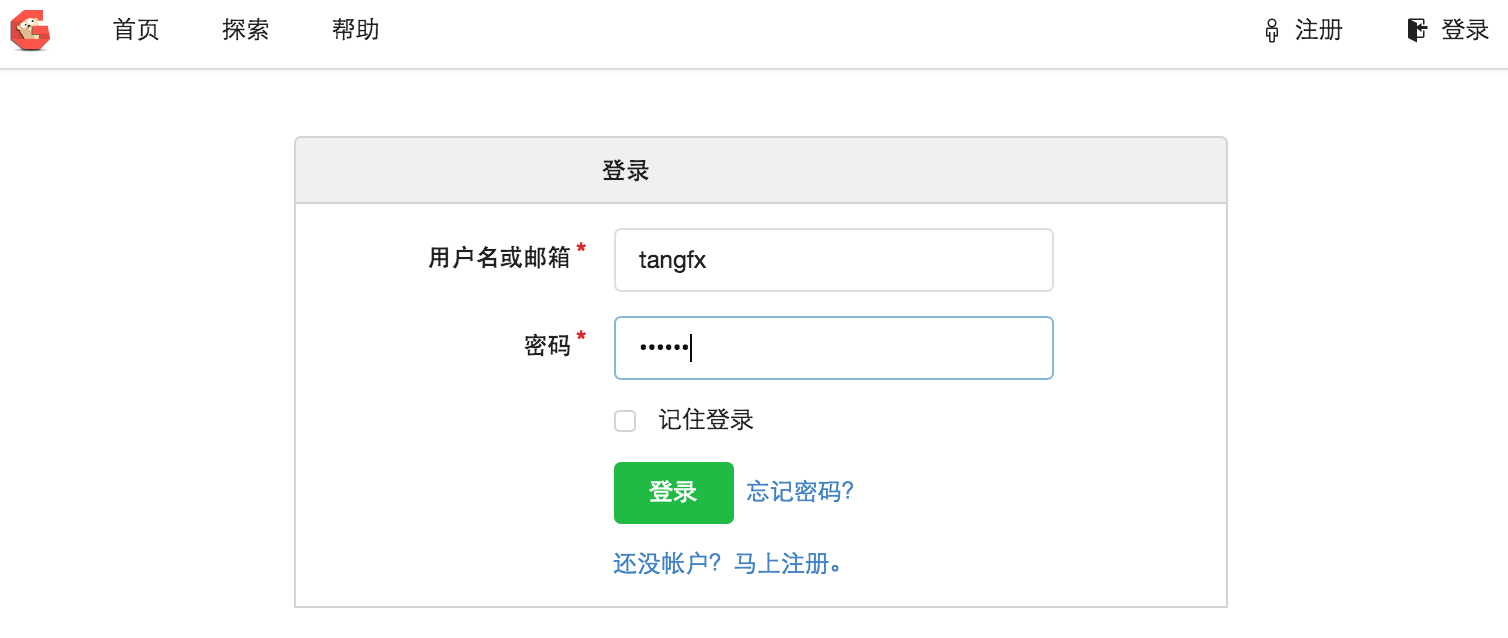 首页 探索 帮助 注册 登录
登录
用户名或邮箱* tangfx
密码* ••••••
记住登录
登录 忘记密码?
还没帐户？马上注册。